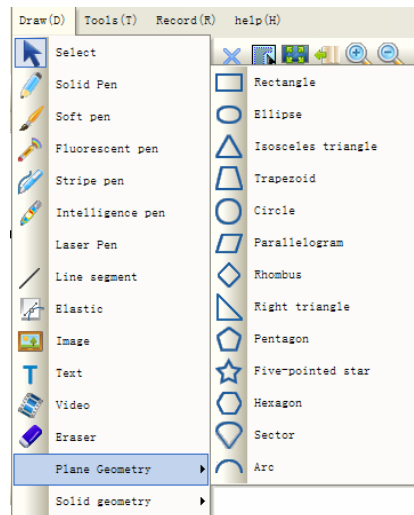 Draw(D) Tools(T) Record(R) help(H)
Select
Solid Pen
Soft pen
Fluorescent pen
Stripe pen
Intelligence pen
Laser Pen
Line segment
Elastic
Image
Text
Video
Eraser
Plane Geometry
Solid geometry
Rectangle
Ellipse
Isosceles triangle
Trapezoid
Circle
Parallelogram
Rhombus
Right triangle
Pentagon
Five-pointed star
Hexagon
Sector
Arc